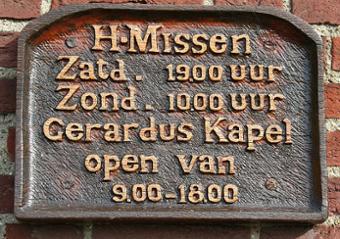 H-Missen
Zatd. 19.00 uur
Zond. 10.00 uur
Gerardus Kapel
open van
9.00-18.00